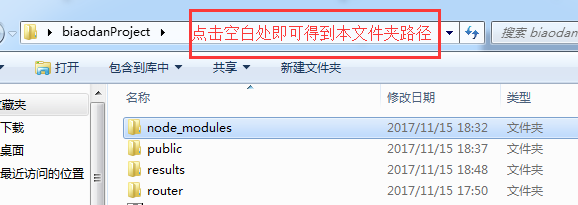 biaodanProject
点击空白处即可得到本文件夹路径
搜索 biaodan
打开
包含到库中
共享
新建文件夹
收藏夹
下载
桌面
最近访问的位置
名称
修改日期
类型
node_modules
2017/11/15 18:32
文件夹
public
2017/11/15 18:37
文件夹
results
2017/11/15 18:48
文件夹
router
2017/11/15 17:50
文件夹